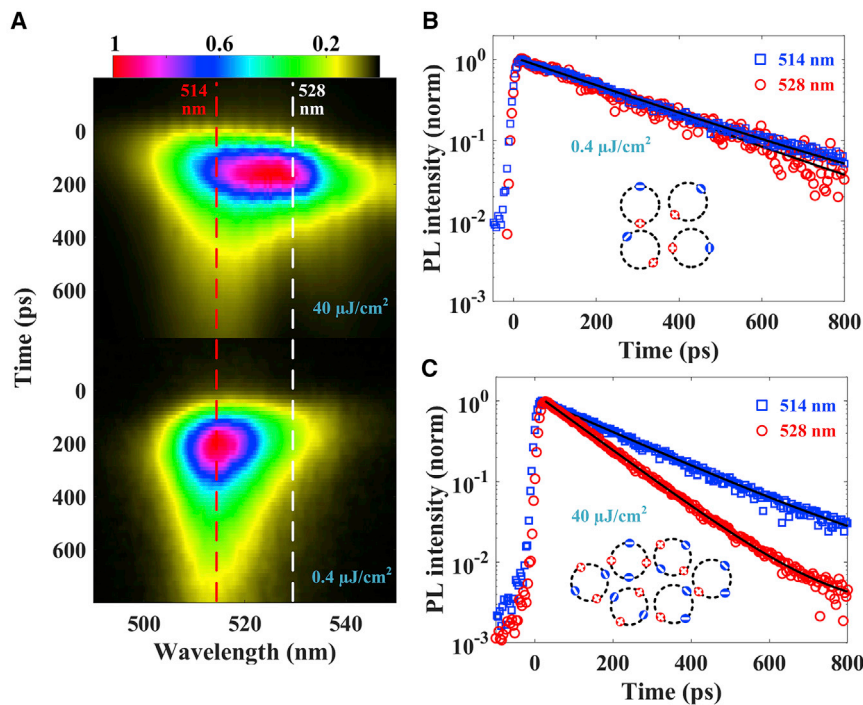 A
1 0.6 0.2
514
nm
528
nm
0
200
400
600
40 μJ/cm²
0
200
400
600
0.4 μJ/cm²
Time (ps)
500 520 540
Wavelength (nm)
B
514 nm
528 nm
0.4 μJ/cm²
10⁰
10⁻¹
10⁻²
10⁻³
PL intensity (norm)
0 200 400 600 800
Time (ps)
C
514 nm
528 nm
40 μJ/cm²
10⁰
10⁻¹
10⁻²
10⁻³
PL intensity (norm)
0 200 400 600 800
Time (ps)